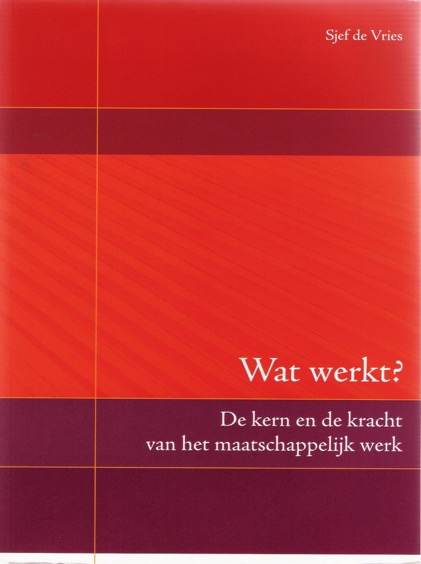 Sjef de Vries
Wat werkt?
De kern en de kracht
van het maatschappelijk werk